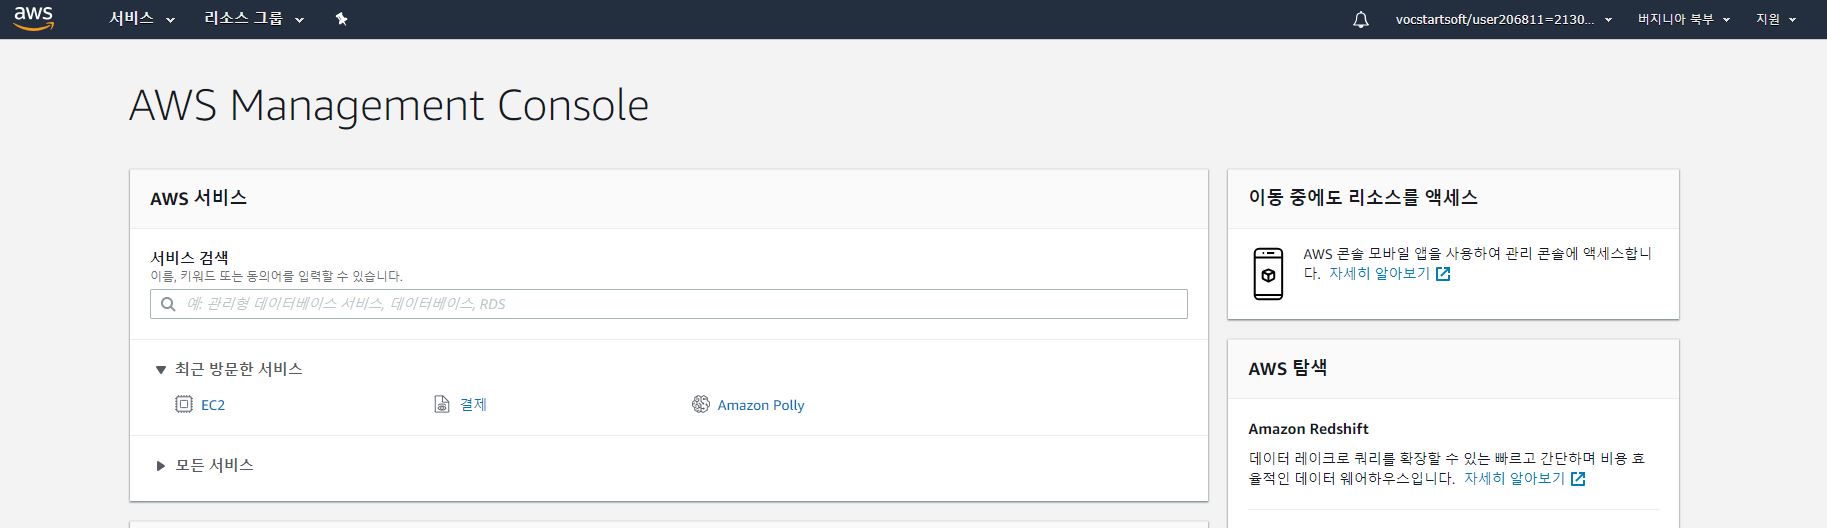 aws
서비스
리소스 그룹
vocstartsoft/user206811=2130...
버지니아 북부
지원
AWS Management Console
AWS 서비스
서비스 검색
이름, 키워드 또는 동의어를 입력할 수 있습니다.
예: 관리형 데이터베이스 서비스, 데이터베이스, RDS
최근 방문한 서비스
EC2
결제
Amazon Polly
모든 서비스
이동 중에도 리소스를 액세스
AWS 콘솔 모바일 앱을 사용하여 관리 콘솔에 액세스합니
다. 자세히 알아보기
AWS 탐색
Amazon Redshift
데이터 레이크로 쿼리를 확장할 수 있는 빠르고 간단하며 비용 효
율적인 데이터 웨어하우스입니다. 자세히 알아보기